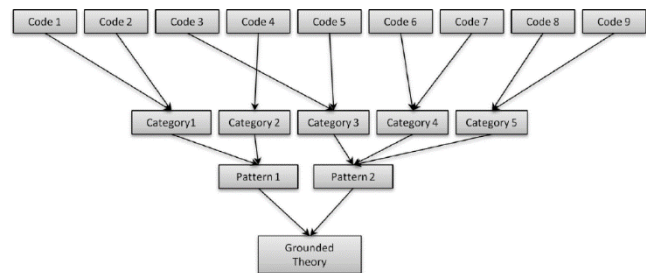 Code 1
Code 2
Code 3
Code 4
Code 5
Code 6
Code 7
Code 8
Code 9
Category1
Category 2
Category 3
Category 4
Category 5
Pattern 1
Pattern 2
Grounded
Theory